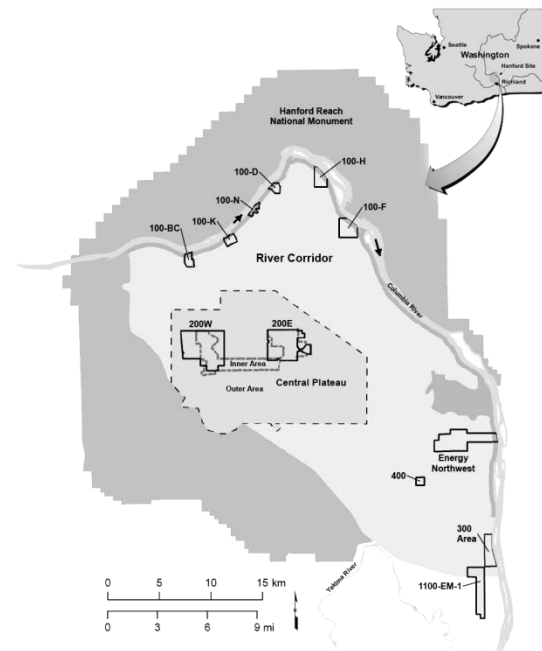 Seattle
Spokane
Washington
Hanford Site
Richland
Vancouver
Hanford Reach
National Monument
100-H
100-D
100-N
100-F
100-K
100-BC
River Corridor
Columbia River
200W
200E
Inner Area
Outer Area
Central Plateau
Energy
Northwest
400
300
Area
1100-EM-1
Yakima River
0 5 10 15 km
0 3 6 9 mi